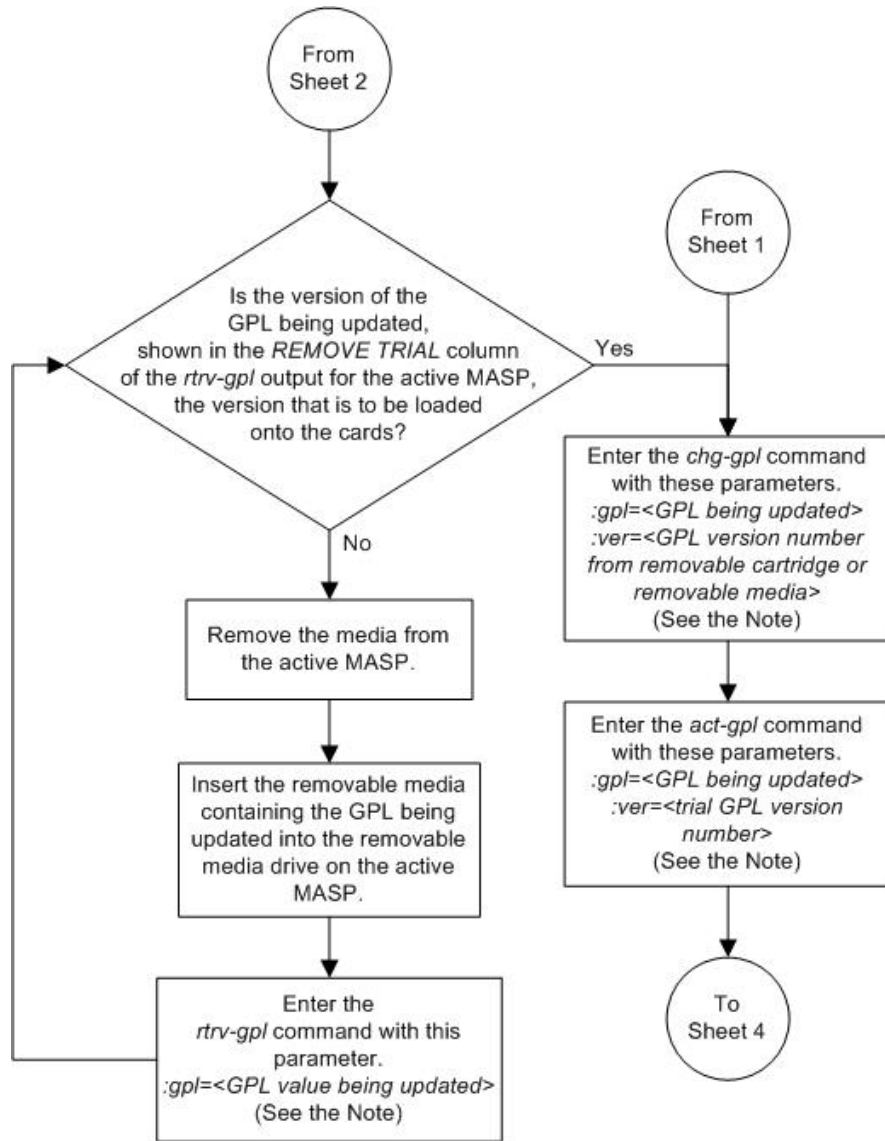 From
Sheet 2
Is the version of the
GPL being updated,
shown in the REMOVE TRIAL column
of the rtrv-gpl output for the active MASP,
the version that is to be loaded
onto the cards?
Yes
No
Remove the media from
the active MASP.
Insert the removable media
containing the GPL being
updated into the removable
media drive on the active
MASP.
Enter the
rtrv-gpl command with this
parameter.
:gpl=<GPL value being updated>
(See the Note)
From
Sheet 1
Enter the chg-gpl command
with these parameters.
:gpl=<GPL being updated>
:ver=<GPL version number
from removable cartridge or
removable media>
(See the Note)
Enter the act-gpl command
with these parameters.
:gpl=<GPL being updated>
:ver=<trial GPL version
number>
(See the Note)
To
Sheet 4